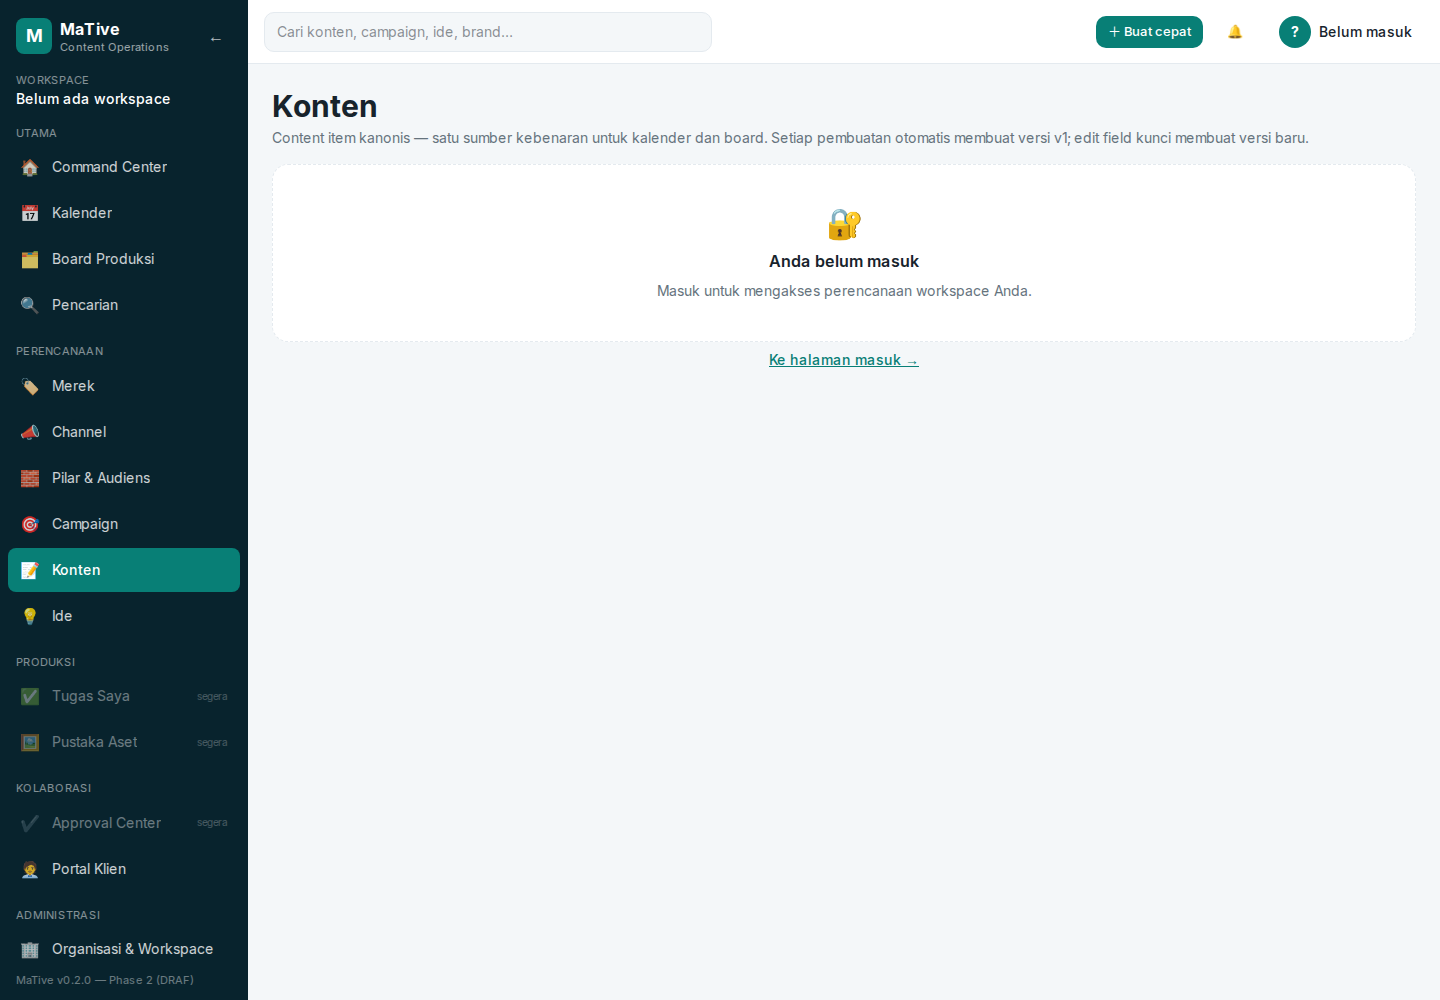 M
MaTive
Content Operations
←
WORKSPACE
Belum ada workspace
UTAMA
Command Center
Kalender
Board Produksi
Pencarian
PERENCANAAN
Merek
Channel
Pilar & Audiens
Campaign
Konten
Ide
PRODUKSI
Tugas Saya segera
Pustaka Aset segera
KOLABORASI
Approval Center segera
Portal Klien
ADMINISTRASI
Organisasi & Workspace
MaTive v0.2.0 — Phase 2 (DRAF)
Cari konten, campaign, ide, brand...
+ Buat cepat
? Belum masuk
Konten
Content item kanonis — satu sumber kebenaran untuk kalender dan board. Setiap pembuatan otomatis membuat versi v1; edit field kunci membuat versi baru.
Anda belum masuk
Masuk untuk mengakses perencanaan workspace Anda.
Ke halaman masuk →